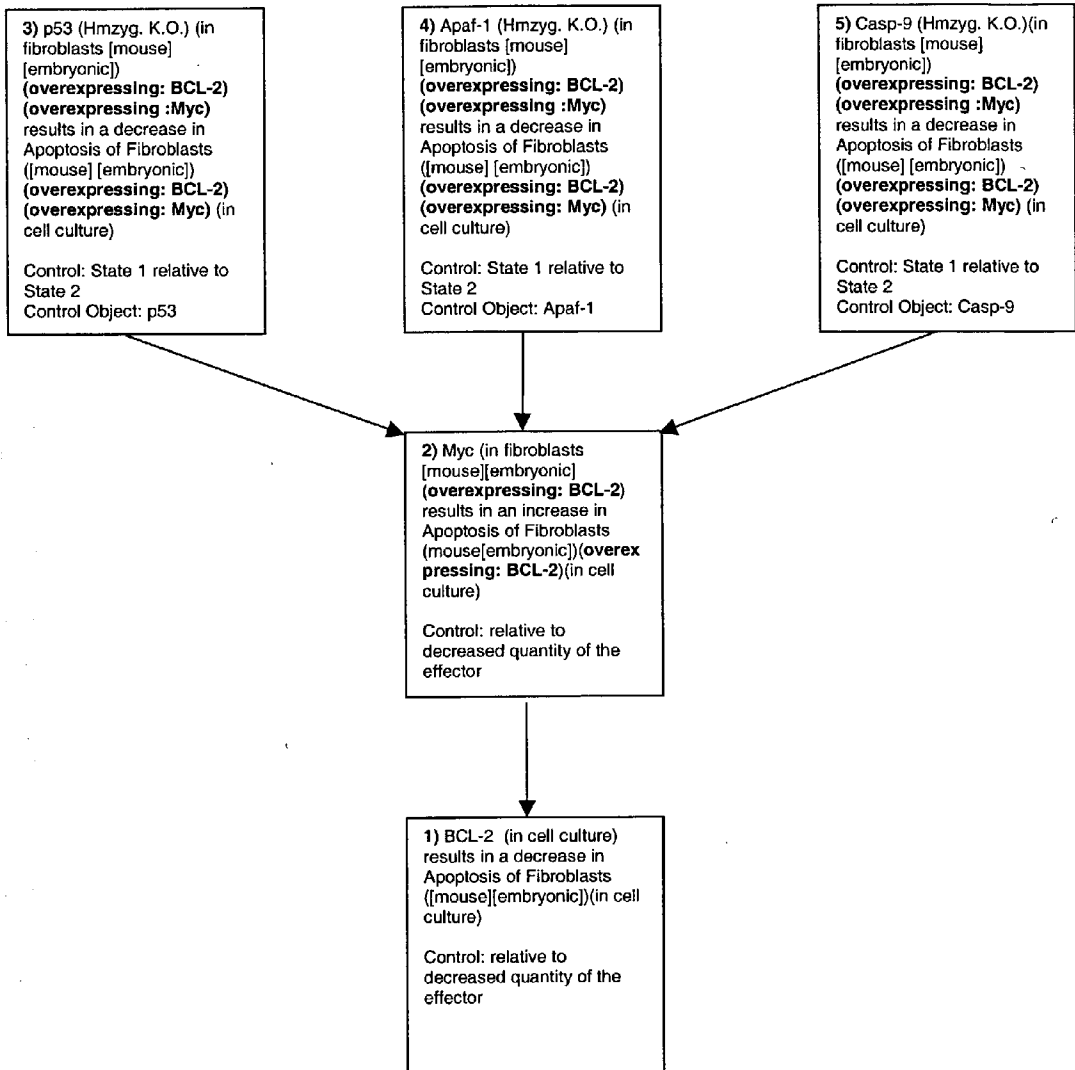 3) p53 (Hmzyg. K.O.) (in
fibroblasts [mouse]
[embryonic])
(overexpressing: BCL-2)
(overexpressing :Myc)
results in a decrease in
Apoptosis of Fibroblasts
([mouse] [embryonic])
(overexpressing: BCL-2)
(overexpressing: Myc) (in
cell culture)
Control: State 1 relative to
State 2
Control Object: p53
4) Apaf-1 (Hmzyg. K.O.) (in
fibroblasts [mouse]
[embryonic])
(overexpressing: BCL-2)
(overexpressing :Myc)
results in a decrease in
Apoptosis of Fibroblasts
([mouse] [embryonic])
(overexpressing: BCL-2)
(overexpressing: Myc) (in
cell culture)
Control: State 1 relative to
State 2
Control Object: Apaf-1
5) Casp-9 (Hmzyg. K.O.)(in
fibroblasts [mouse]
[embryonic])
(overexpressing: BCL-2)
(overexpressing :Myc)
results in a decrease in
Apoptosis of Fibroblasts
([mouse] [embryonic])
(overexpressing: BCL-2)
(overexpressing: Myc) (in
cell culture)
Control: State 1 relative to
State 2
Control Object: Casp-9
2) Myc (in fibroblasts
[mouse][embryonic]
(overexpressing: BCL-2)
results in an increase in
Apoptosis of Fibroblasts
(mouse[embryonic])(overex
pressing: BCL-2)(in cell
culture)
Control: relative to
decreased quantity of the
effector
1) BCL-2 (in cell culture)
results in a decrease in
Apoptosis of Fibroblasts
([mouse][embryonic])(in cell
culture)
Control: relative to
decreased quantity of the
effector